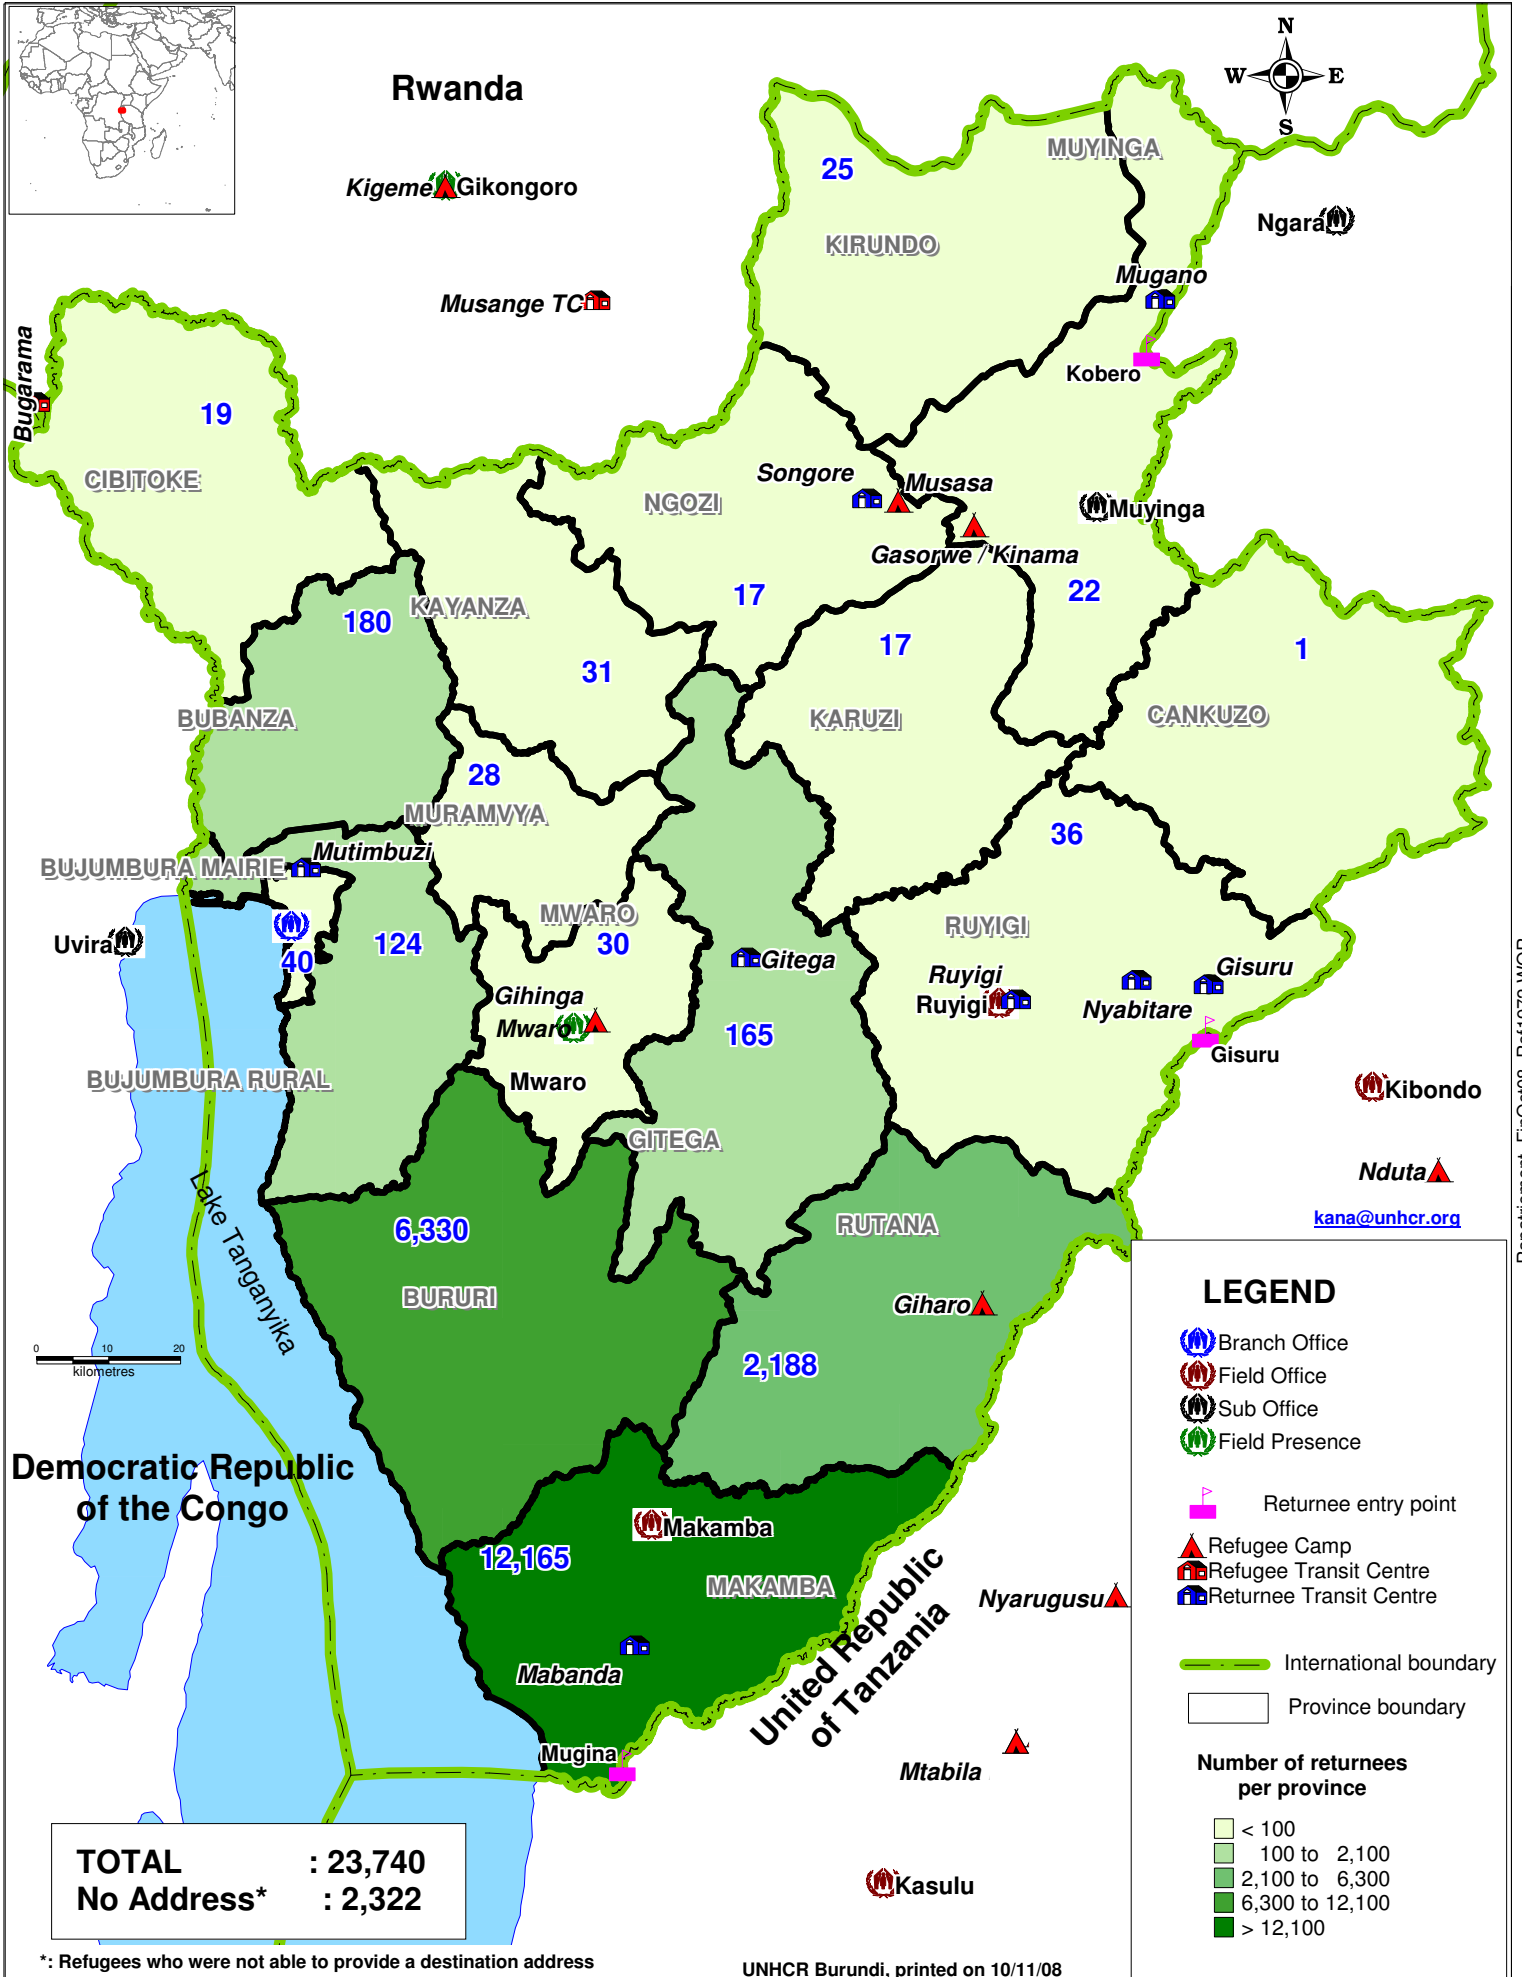 N
W E
S
Rwanda
Kigeme Gikongoro
Musange TC
Bugarama
MUYINGA
25
KIRUNDO
Ngara
Mugano
Kobero
19
CIBITOKE
Songore
Musasa
NGOZI
Muyinga
Gasorwe / Kinama
180
KAYANZA
17
22
17
31
1
BUBANZA
KARUZI
CANKUZO
28
MURAMVYA
36
Mutimbuzi
BUJUMBURA MAIRIE
MWARO
RUYIGI
Uvira
124
30
40
Gitega
Ruyigi
Ruyigi
Gisuru
Nyabitare
Gihinga
Mwaro
165
Gisuru
Mwaro
BUJUMBURA RURAL
Kibondo
GITEGA
Nduta
Lake Tanganyika
6,330
RUTANA
kana@unhcr.org
BURURI
Giharo
2,188
0 10 20
kilometres
Democratic Republic
of the Congo
Makamba
12,165
MAKAMBA
United Republic
of Tanzania
Nyarugusu
Mabanda
Mugina
Mtabila
Kasulu
LEGEND
Branch Office
Field Office
Sub Office
Field Presence
Returnee entry point
Refugee Camp
Refugee Transit Centre
Returnee Transit Centre
International boundary
Province boundary
Number of returnees
per province
< 100
100 to 2,100
2,100 to 6,300
6,300 to 12,100
> 12,100
TOTAL : 23,740
No Address* : 2,322
*: Refugees who were not able to provide a destination address
UNHCR Burundi, printed on 10/11/08